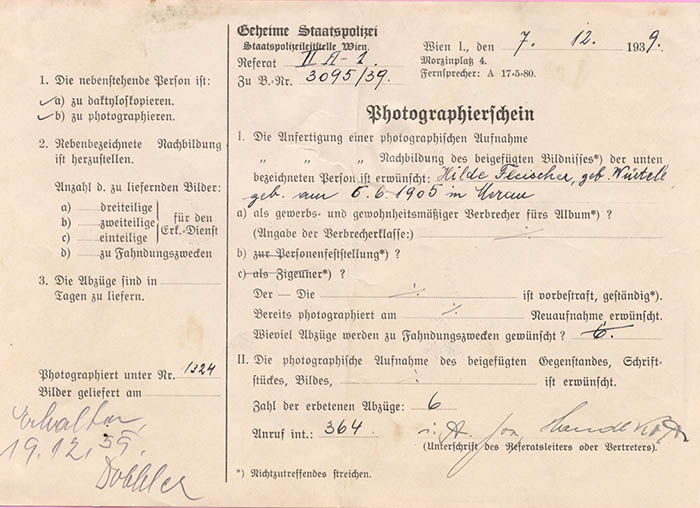 1. Die nebenstehende Person ist:
a) zu daktyloskopieren.
b) zu photographieren.
2. Nebenbezeichnete Nachbildung
ist herzustellen.
Anzahl d. zu liefernden Bilder:
a) dreiteilige
b) zweiteilige
c) einteilige
für den
Erk.-Dienst
d) zu Fahndungszwecken
3. Die Abzüge sind in
Tagen zu liefern.
Photographiert unter Nr. 1324
Bilder geliefert am
Erhalten,
19.12.39.
Geheime Staatspolizei
Staatspolizeileitstelle Wien.
Referat II A-2
Zu B.-Nr. 3095/39.
Wien I., den 7. 12. 1939.
Morzinplatz 4.
Fernsprecher: A 17-5-80.
Photographierschein
I. Die Anfertigung einer photographischen Aufnahme
„ „ „ Nachbildung des beigefügten Bildnisses*) der unten
bezeichneten Person ist erwünscht: Hilde Fleischer, geb.
geb. am 5.6.1905 in Meran
a) als gewerbs- und gewohnheitsmäßiger Verbrecher fürs Album*) ?
(Angabe der Verbrecherklasse:)
b) zur Personenfeststellung*) ?
c) als Zigeuner*) ?
Der — Die ist vorbestraft, geständig*).
Bereits photographiert am Neuaufnahme erwünscht.
Wieviel Abzüge werden zu Fahndungszwecken gewünscht ? 6.
II. Die photographische Aufnahme des beigefügten Gegenstandes, Schrift-
stückes, Bildes, ist erwünscht.
Zahl der erbetenen Abzüge: 6
Anruf int.: 364
i. A.
(Unterschrift des Referatsleiters oder Vertreters).
*) Nichtzutreffendes streichen.